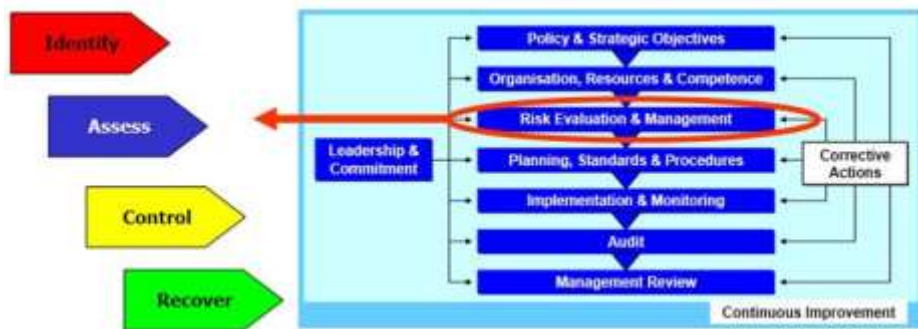 Identify
Assess
Control
Recover
Policy & Strategic Objectives
Organisation, Resources & Competence
Risk Evaluation & Management
Leadership &
Commitment
Planning, Standards & Procedures
Corrective
Actions
Implementation & Monitoring
Audit
Management Review
Continuous Improvement